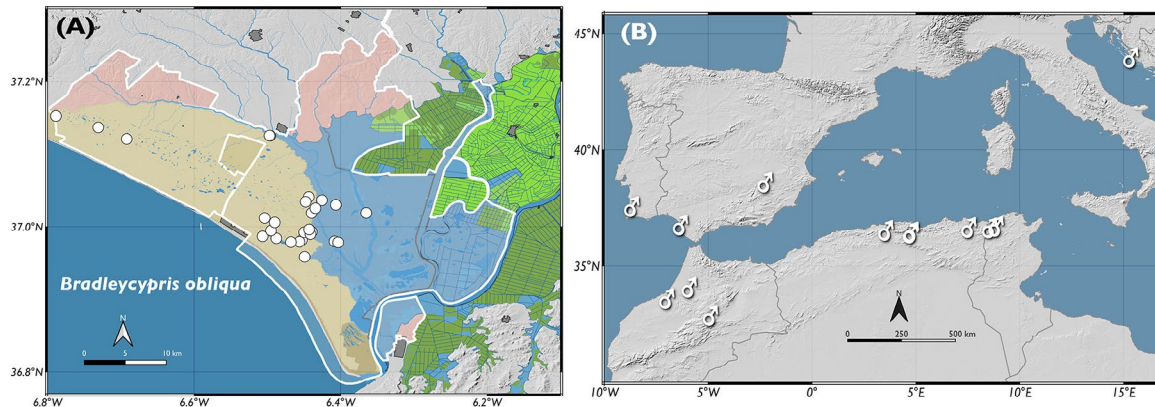 (A)
37.2°N
37.0°N
36.8°N
Bradleycypris obliqua
N
0 5 10 km
6.8°W 6.6°W 6.4°W 6.2°W
(B)
45°N
40°N
35°N
N
0 250 500 km
10°W 5°W 0° 5°E 10°E 15°E